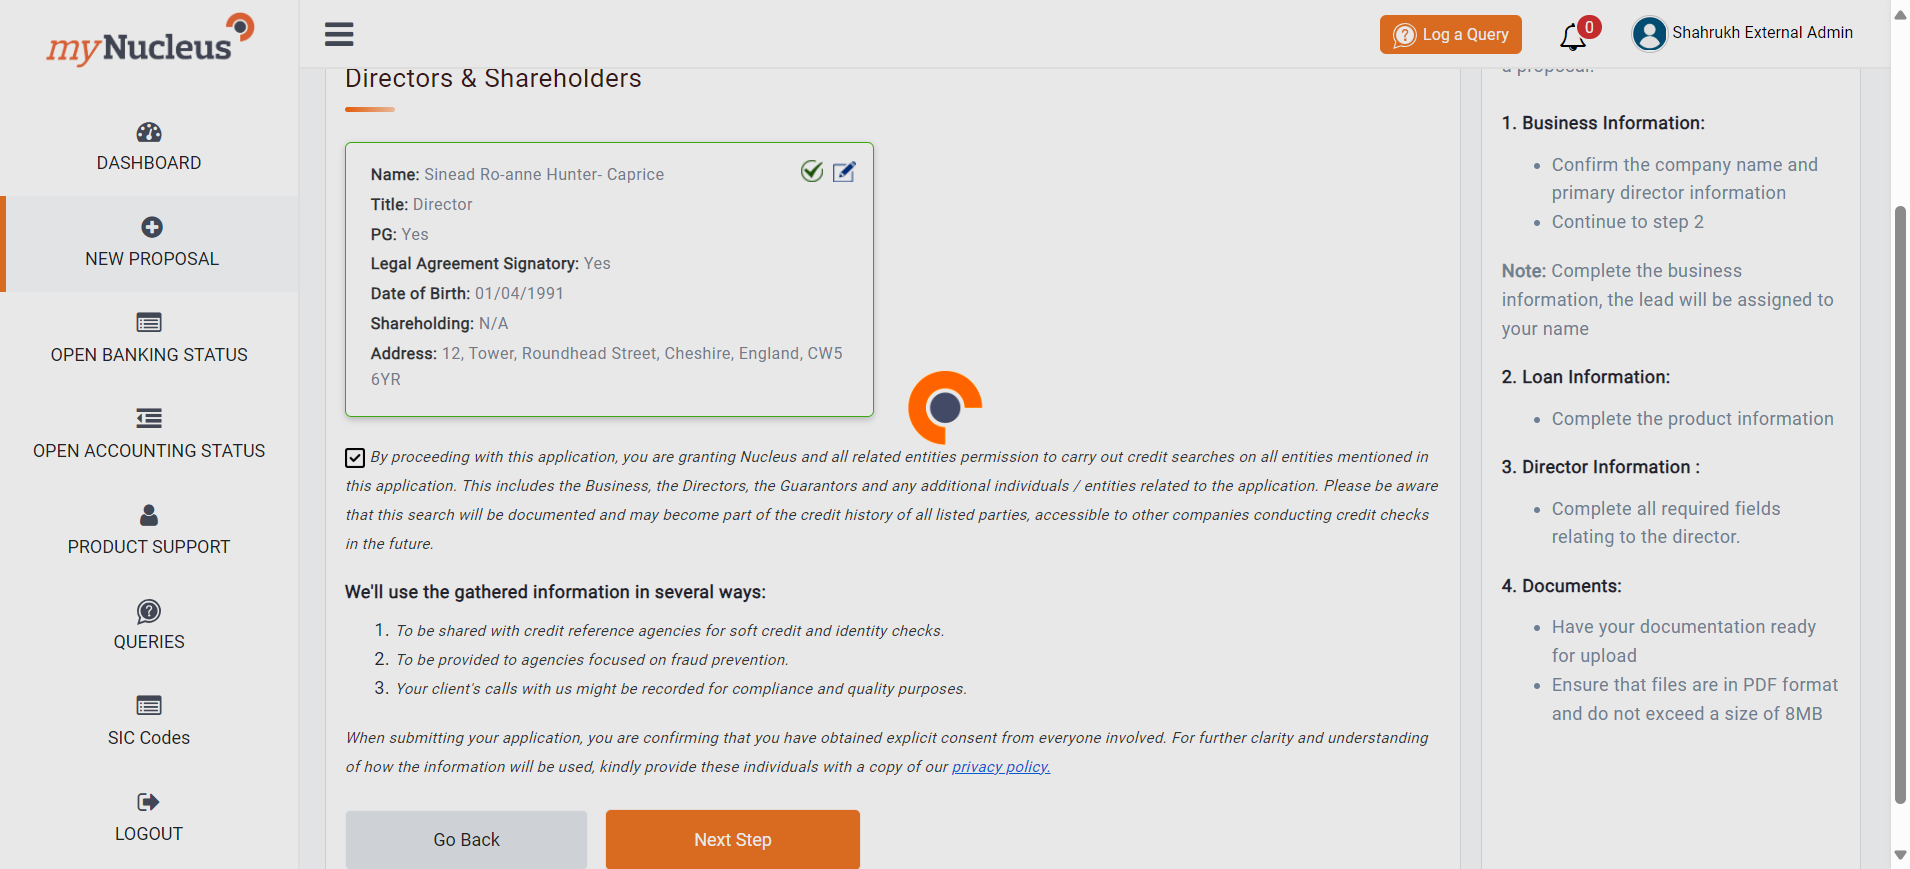 myNucleus
Log a Query
0
Shahrukh External Admin
DASHBOARD
NEW PROPOSAL
OPEN BANKING STATUS
OPEN ACCOUNTING STATUS
PRODUCT SUPPORT
QUERIES
SIC Codes
LOGOUT
Directors & Shareholders
Name: Sinead Ro-anne Hunter- Caprice
Title: Director
PG: Yes
Legal Agreement Signatory: Yes
Date of Birth: 01/04/1991
Shareholding: N/A
Address: 12, Tower, Roundhead Street, Cheshire, England, CW5
6YR
By proceeding with this application, you are granting Nucleus and all related entities permission to carry out credit searches on all entities mentioned in
this application. This includes the Business, the Directors, the Guarantors and any additional individuals / entities related to the application. Please be aware
that this search will be documented and may become part of the credit history of all listed parties, accessible to other companies conducting credit checks
in the future.
We'll use the gathered information in several ways:
1. To be shared with credit reference agencies for soft credit and identity checks.
2. To be provided to agencies focused on fraud prevention.
3. Your client's calls with us might be recorded for compliance and quality purposes.
When submitting your application, you are confirming that you have obtained explicit consent from everyone involved. For further clarity and understanding
of how the information will be used, kindly provide these individuals with a copy of our privacy policy.
Go Back
Next Step
a proposal.
1. Business Information:
• Confirm the company name and
primary director information
• Continue to step 2
Note: Complete the business
information, the lead will be assigned to
your name
2. Loan Information:
• Complete the product information
3. Director Information :
• Complete all required fields
relating to the director.
4. Documents:
• Have your documentation ready
for upload
• Ensure that files are in PDF format
and do not exceed a size of 8MB